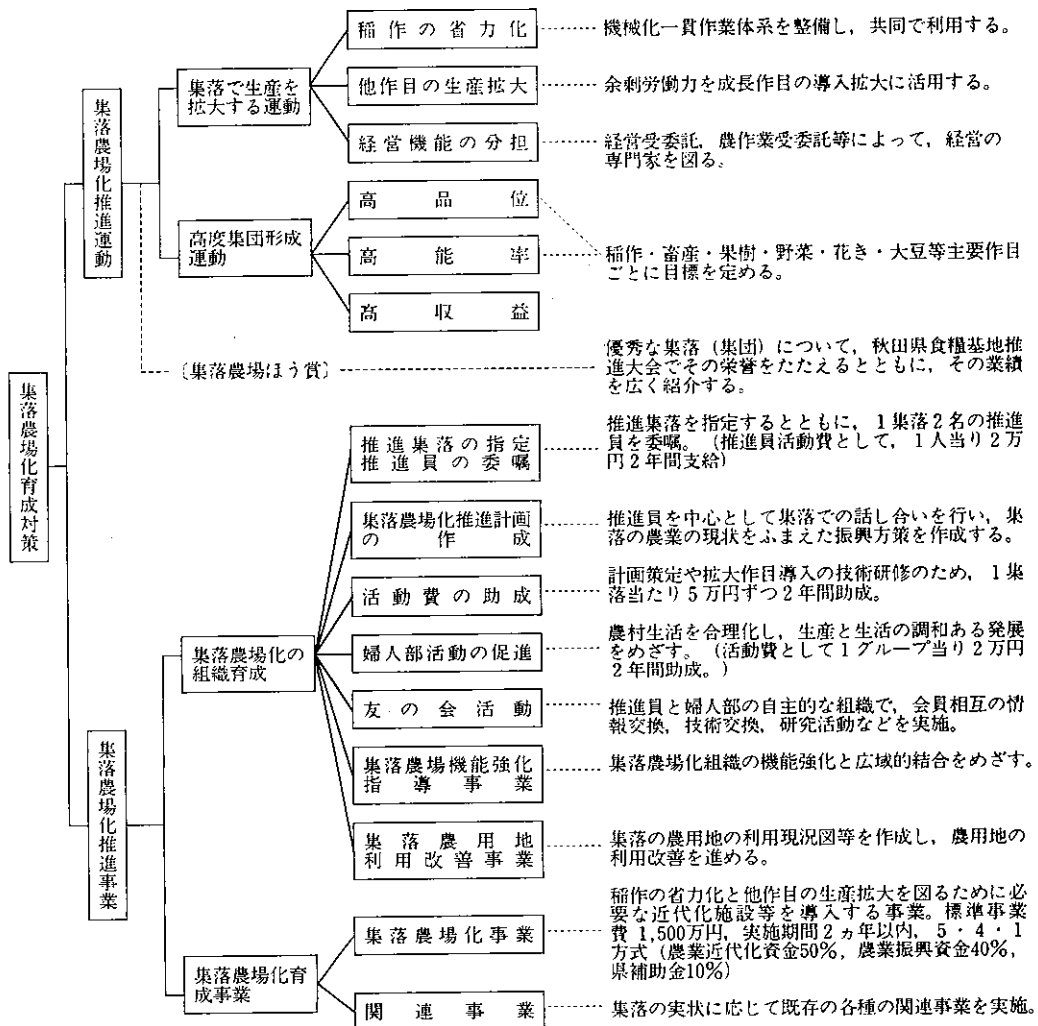 集落農場化育成対策
集落農場化推進運動
集落で生産を
拡大する運動
稲作の省力化
機械化一貫作業体系を整備し，共同で利用する。
他作目の生産拡大
余剰労働力を成長作目の導入拡大に活用する。
経営機能の分担
経営受委託，農作業受委託等によって，経営の
専門家を図る。
高度集団形成
運動
高品位
高能率
稲作・畜産・果樹・野菜・花き・大豆等主要作目
ごとに目標を定める。
高収益
〔集落農場ほう賞〕
優秀な集落（集団）について，秋田県食糧基地推
進大会でその栄誉をたたえるとともに，その業績
を広く紹介する。
集落農場化推進事業
集落農場化の
組織育成
推進集落の指定
推進員の委嘱
推進集落を指定するとともに，1集落2名の推進
員を委嘱。（推進員活動費として，1人当り2万
円2年間支給）
集落農場化推進計画
の作成
推進員を中心として集落での話し合いを行い，集
落の農業の現状をふまえた振興方策を作成する。
活動費の助成
計画策定や拡大作目導入の技術研修のため，1集
落当たり5万円ずつ2年間助成。
婦人部活動の促進
農村生活を合理化し，生産と生活の調和ある発展
をめざす。（活動費として1グループ当り2万円
2年間助成。）
友の会活動
推進員と婦人部の自主的な組織で，会員相互の情
報交換，技術交換，研究活動などを実施。
集落農場機能強化
指導事業
集落農場化組織の機能強化と広域的結合をめざす。
集落農用地
利用改善事業
集落の農用地の利用現況図等を作成し，農用地の
利用改善を進める。
集落農場化育
成事業
集落農場化事業
稲作の省力化と他作目の生産拡大を図るために必
要な近代化施設等を導入する事業。標準事業
費1,500万円，実施期間2ヵ年以内，5・4・1
方式（農業近代化資金50%，農業振興資金40%，
県補助金10%）
関連事業
集落の実状に応じて既存の各種の関連事業を実施。